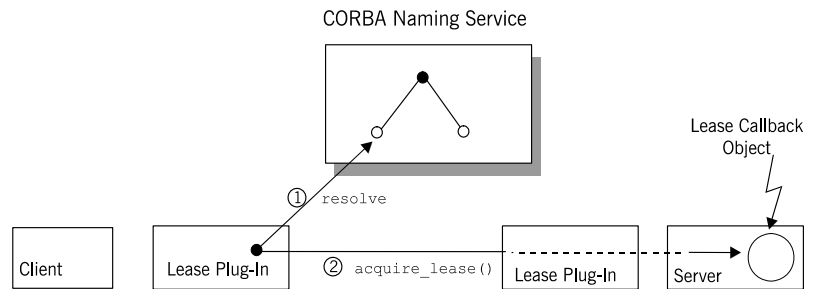 CORBA Naming Service
Lease Callback
Object
① resolve
Client
Lease Plug-In
② acquire_lease()
Lease Plug-In
Server